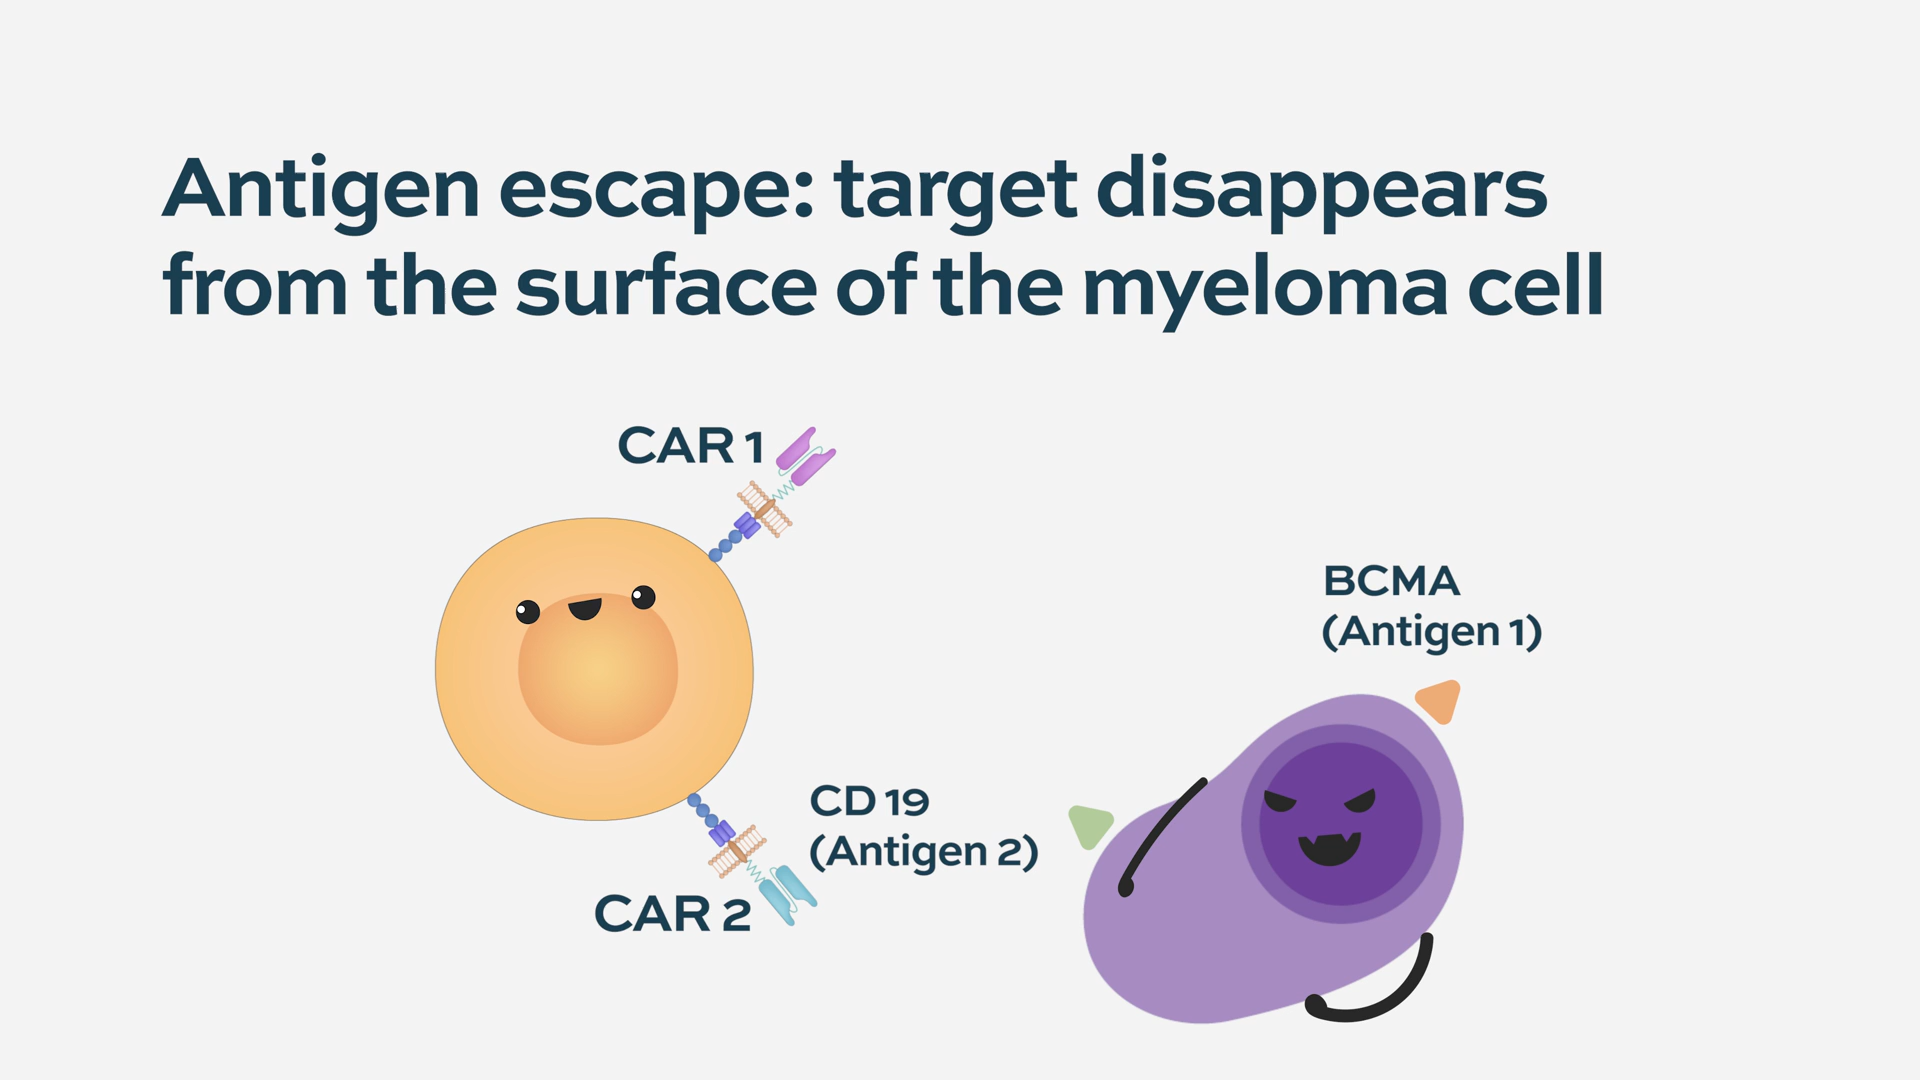 Antigen escape: target disappears
from the surface of the myeloma cell
CAR 1
BCMA
(Antigen 1)
CD 19
(Antigen 2)
CAR 2